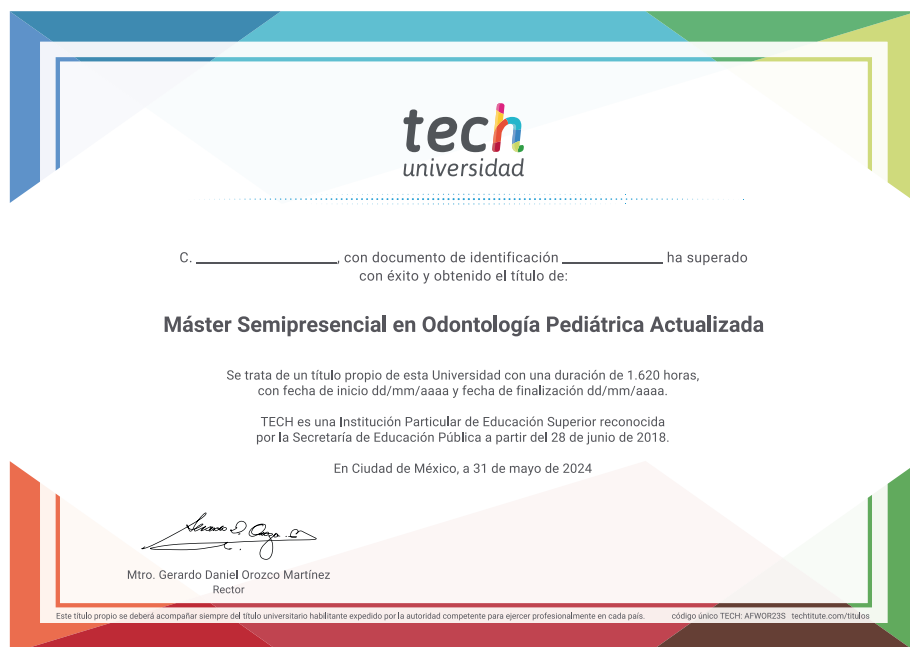 tech
universidad
C. ________________, con documento de identificación ____________ ha superado
con éxito y obtenido el título de:
Máster Semipresencial en Odontología Pediátrica Actualizada
Se trata de un título propio de esta Universidad con una duración de 1.620 horas,
con fecha de inicio dd/mm/aaaa y fecha de finalización dd/mm/aaaa.
TECH es una Institución Particular de Educación Superior reconocida
por la Secretaría de Educación Pública a partir del 28 de junio de 2018.
En Ciudad de México, a 31 de mayo de 2024
Mtro. Gerardo Daniel Orozco Martínez
Rector
Este título propio se deberá acompañar siempre del título universitario habilitante expedido por la autoridad competente para ejercer profesionalmente en cada país. código único TECH: AFWOR23S techtitute.com/titulos